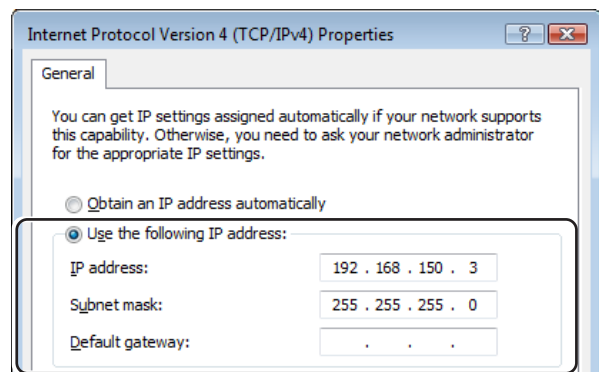 Internet Protocol Version 4 (TCP/IPv4) Properties
General
You can get IP settings assigned automatically if your network supports
this capability. Otherwise, you need to ask your network administrator
for the appropriate IP settings.
Obtain an IP address automatically
Use the following IP address:
IP address: 192 . 168 . 150 . 3
Subnet mask: 255 . 255 . 255 . 0
Default gateway: . . .